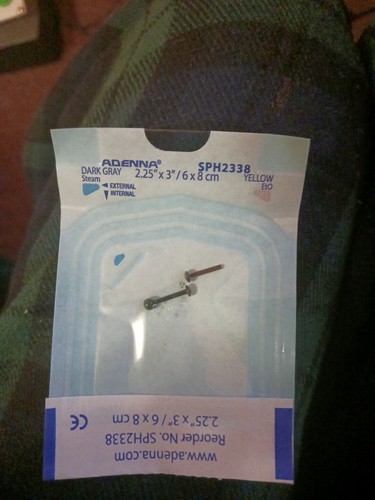 ADENNA® SPH2338
DARK GRAY 2.25" x 3" / 6 x 8 cm YELLOW
Steam EtO
EXTERNAL
INTERNAL
www.adenna.com
Reorder No. SPH2338
2.25" x 3" / 6 x 8 cm
CE